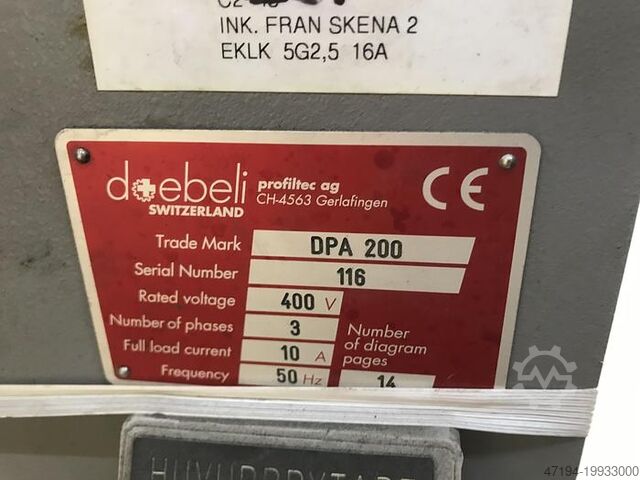 INK. FRAN SKENA 2
EKLK 5G2,5 16A
doebeli profiltec ag
SWITZERLAND CH-4563 Gerlafingen
CE
Trade Mark DPA 200
Serial Number 116
Rated voltage 400 V
Number of phases 3
Full load current 10 A
Frequency 50 Hz
Number
of diagram
pages
14
47194-19933000